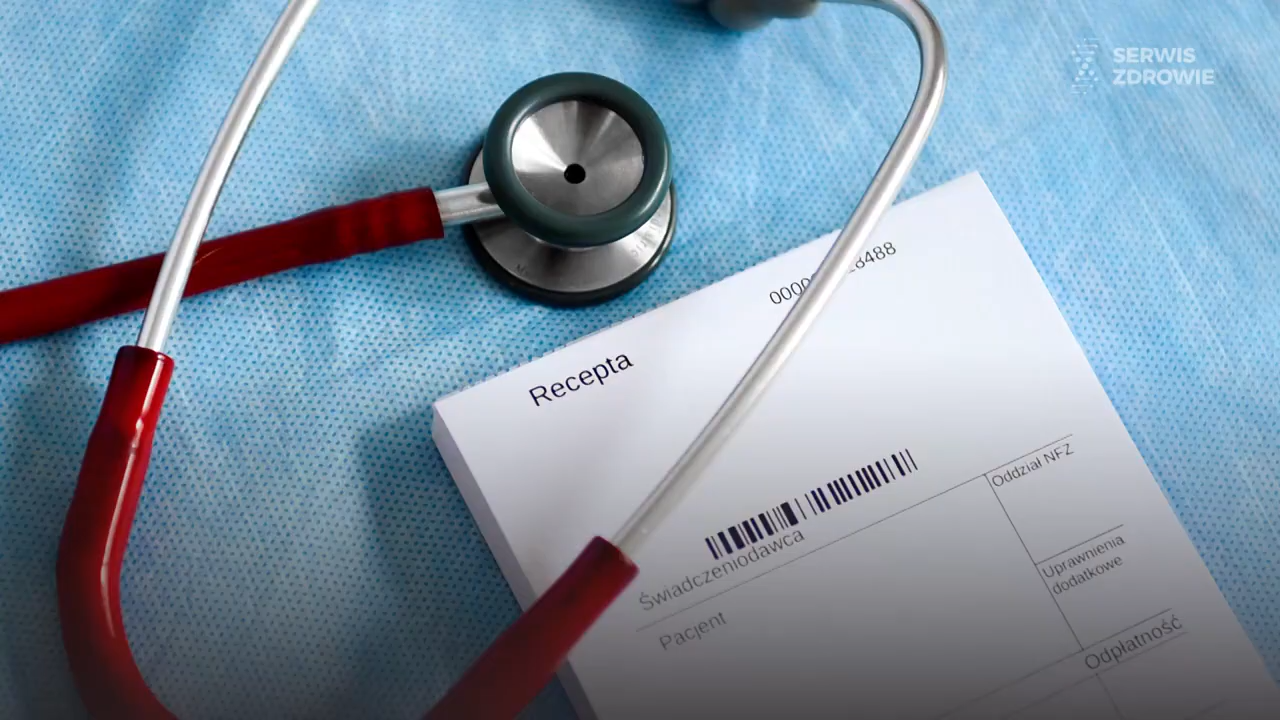 SERWIS
ZDROWIE
8488
Recepta
Oddział NFZ
Świadczeniodawca
Uprawnienia
dodatkowe
Pacjent
Odpłatność